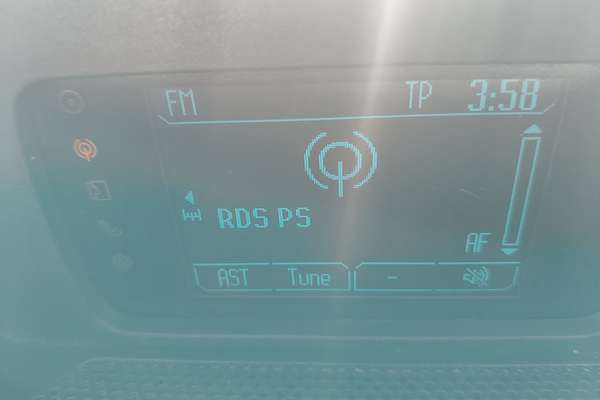 FM TP 3:58
RDS PS
AF
AST Tune -